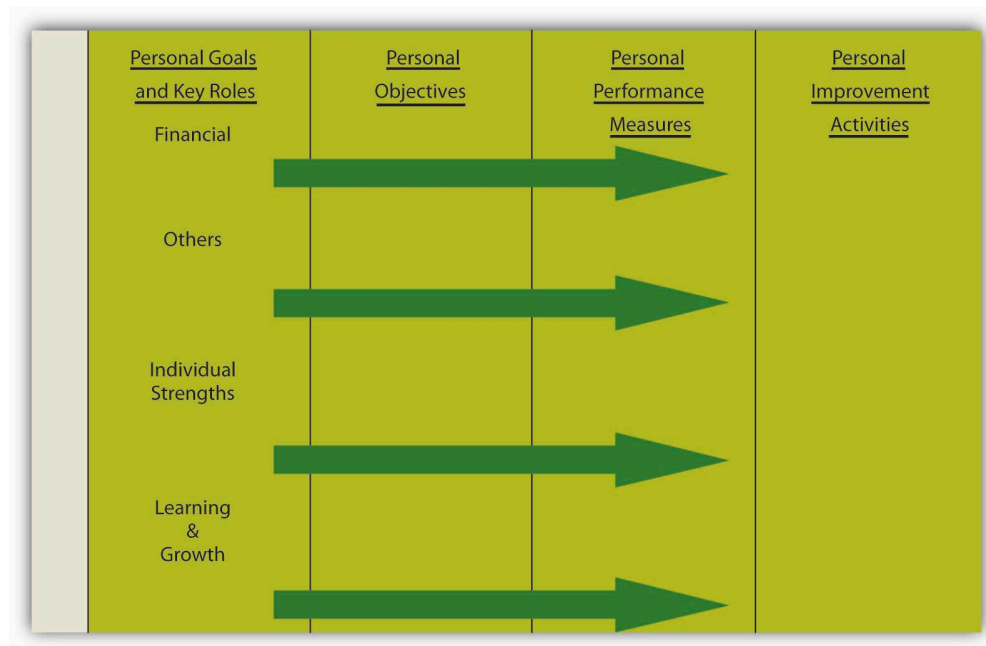 Personal Goals
and Key Roles
Financial
Others
Individual
Strengths
Learning
&
Growth
Personal
Objectives
Personal
Performance
Measures
Personal
Improvement
Activities